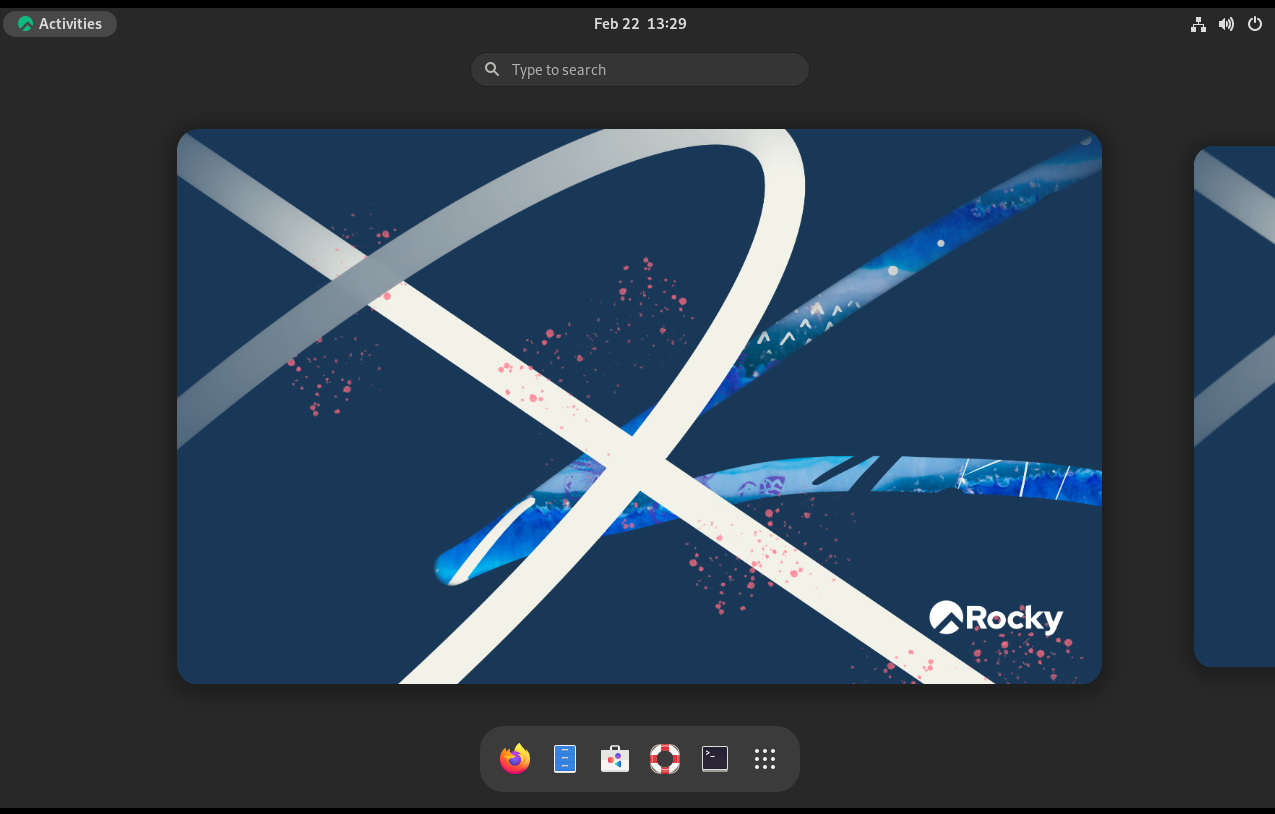 Activities
Feb 22 13:29
Type to search
Rocky
>_